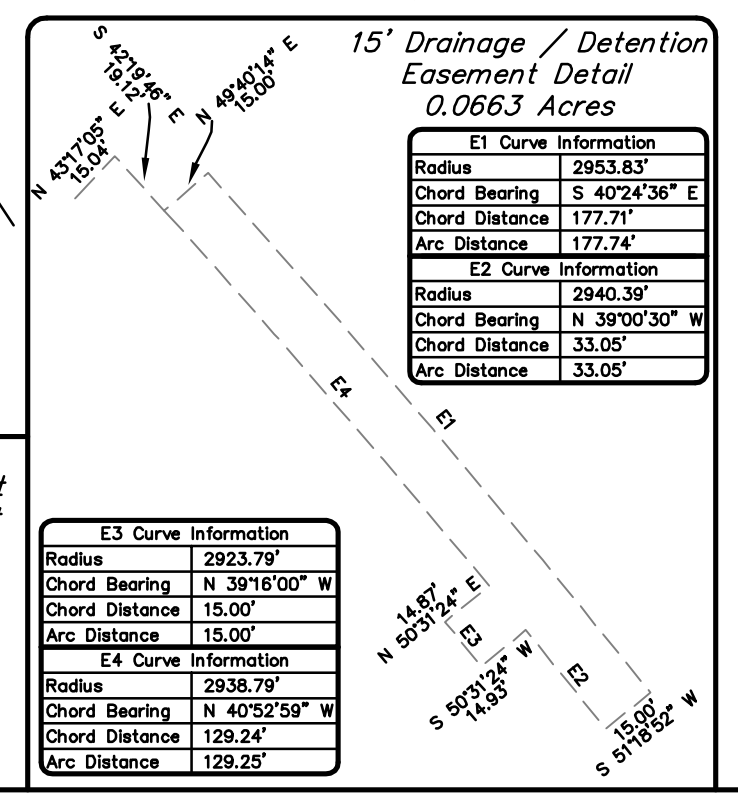 15' Drainage / Detention
Easement Detail
0.0663 Acres
S 42°19'46" E
19.12'
N 49°40'14" E
15.00'
N 43°17'05" E
15.04'
E1 Curve Information
Radius 2953.83'
Chord Bearing S 40°24'36" E
Chord Distance 177.71'
Arc Distance 177.74'
E2 Curve Information
Radius 2940.39'
Chord Bearing N 39°00'30" W
Chord Distance 33.05'
Arc Distance 33.05'
E4
E1
E3 Curve Information
Radius 2923.79'
Chord Bearing N 39°16'00" W
Chord Distance 15.00'
Arc Distance 15.00'
E4 Curve Information
Radius 2938.79'
Chord Bearing N 40°52'59" W
Chord Distance 129.24'
Arc Distance 129.25'
14.87'
N 50°31'24" E
E3
S 50°31'24" W
14.93'
E2
15.00'
S 51°18'52" W